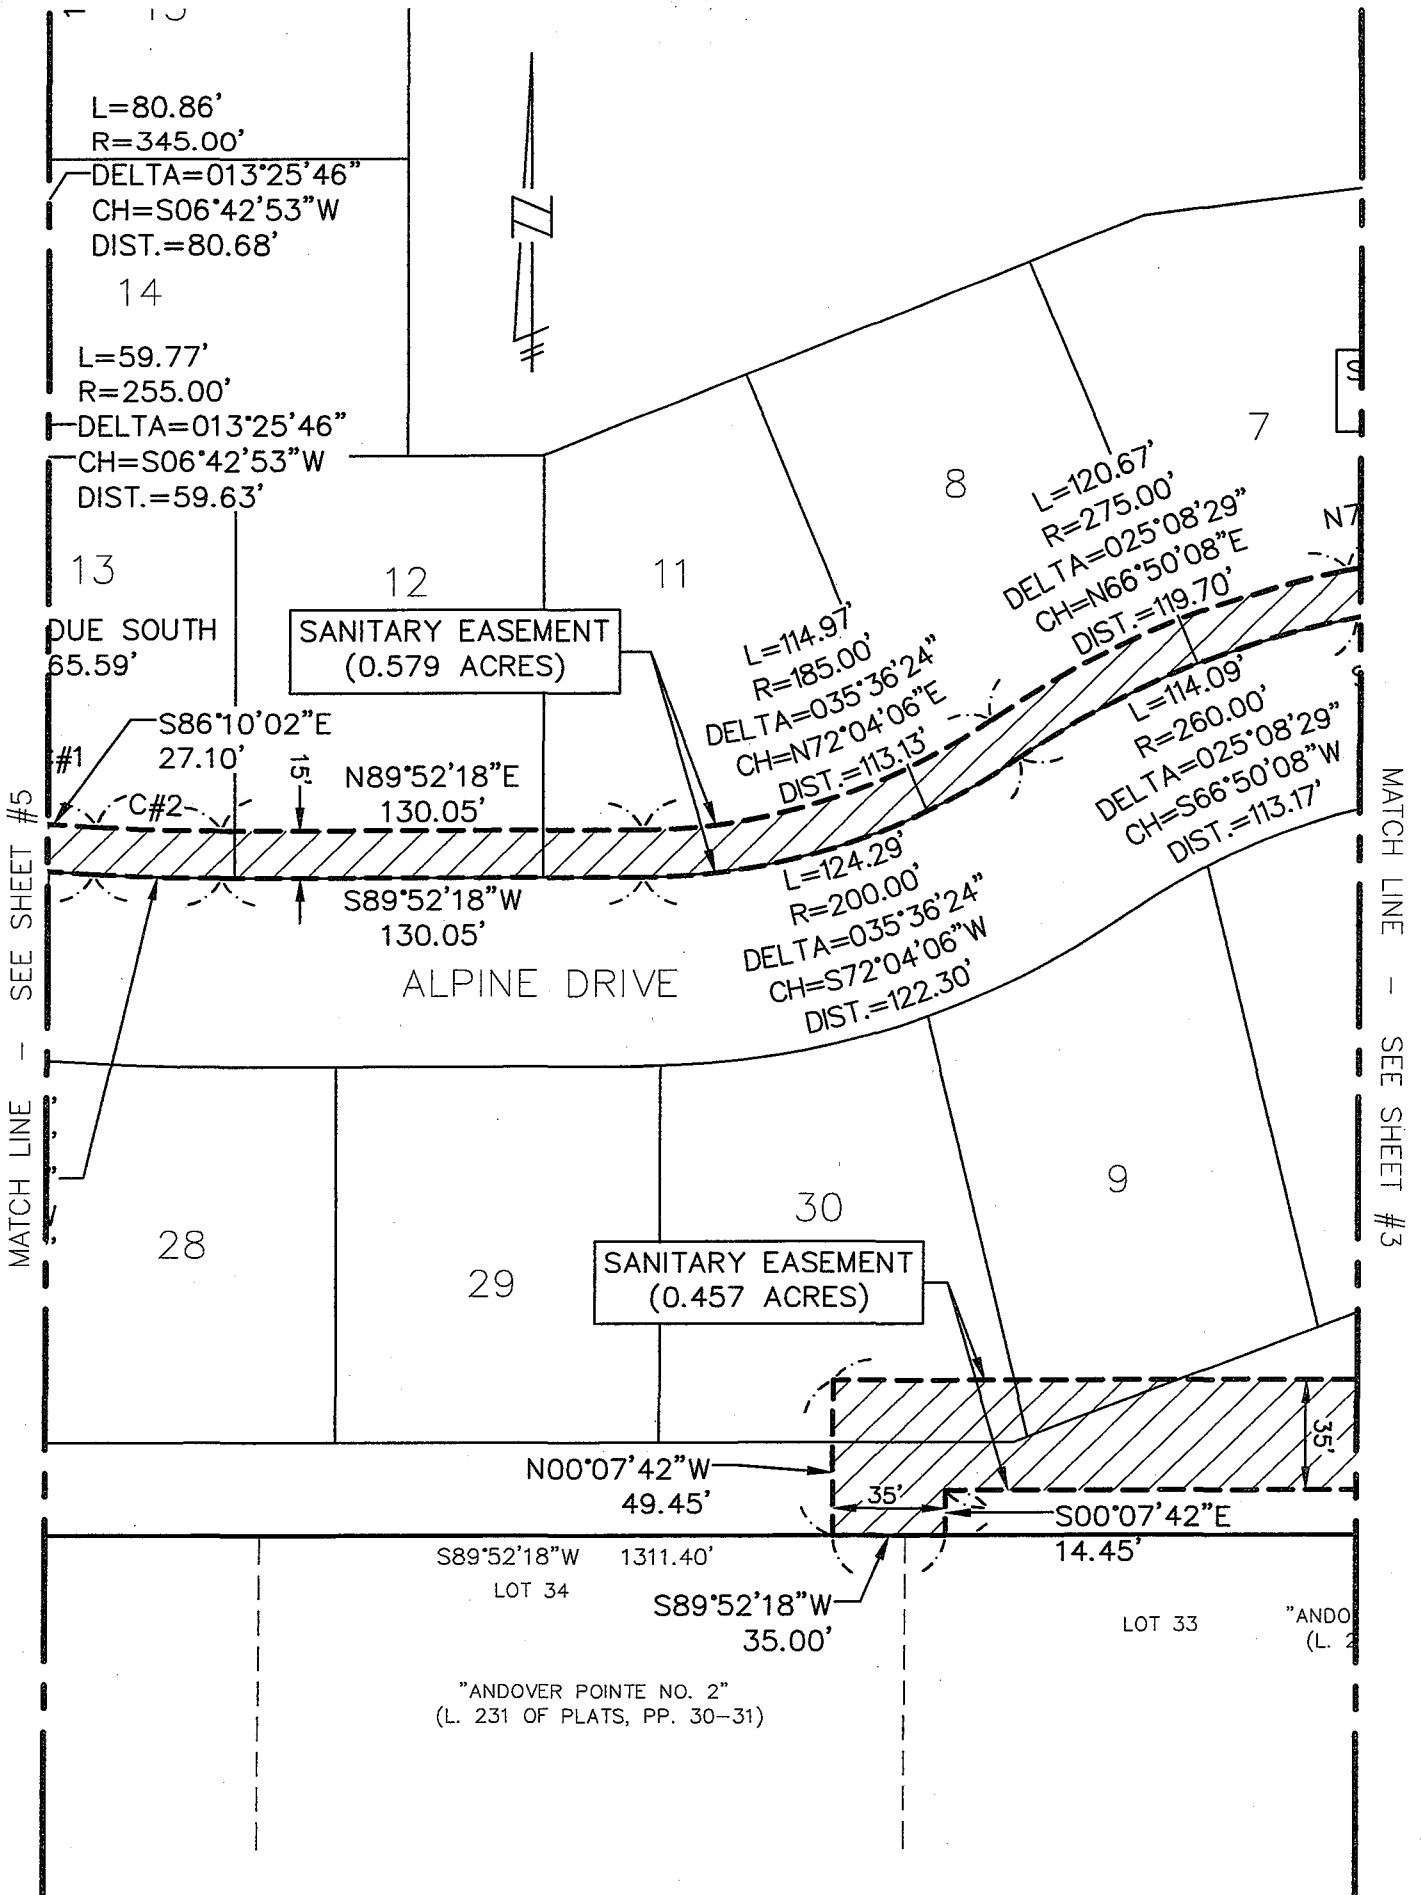 L=80.86'
R=345.00'
DELTA=013°25'46"
CH=S06°42'53"W
DIST.=80.68'
14
L=59.77'
R=255.00'
DELTA=013°25'46"
CH=S06°42'53"W
DIST.=59.63'
13
12
11
8
7
DUE SOUTH
65.59'
SANITARY EASEMENT
(0.579 ACRES)
S86°10'02"E
27.10'
#1
C#2
15'
N89°52'18"E
130.05'
S89°52'18"W
130.05'
L=114.97'
R=185.00'
DELTA=035°36'24"
CH=N72°04'06"E
DIST.=113.13'
L=120.67'
R=275.00'
DELTA=025°08'29"
CH=N66°50'08"E
DIST.=119.70'
N7
L=114.09'
R=260.00'
DELTA=025°08'29"
CH=S66°50'08"W
DIST.=113.17'
L=124.29'
R=200.00'
DELTA=035°36'24"
CH=S72°04'06"W
DIST.=122.30'
ALPINE DRIVE
MATCH LINE - SEE SHEET #5
MATCH LINE - SEE SHEET #3
28
29
30
9
SANITARY EASEMENT
(0.457 ACRES)
35'
N00°07'42"W
49.45'
35'
S00°07'42"E
14.45'
S89°52'18"W 1311.40'
LOT 34
S89°52'18"W
35.00'
LOT 33
"ANDO
(L. 2
"ANDOVER POINTE NO. 2"
(L. 231 OF PLATS, PP. 30-31)